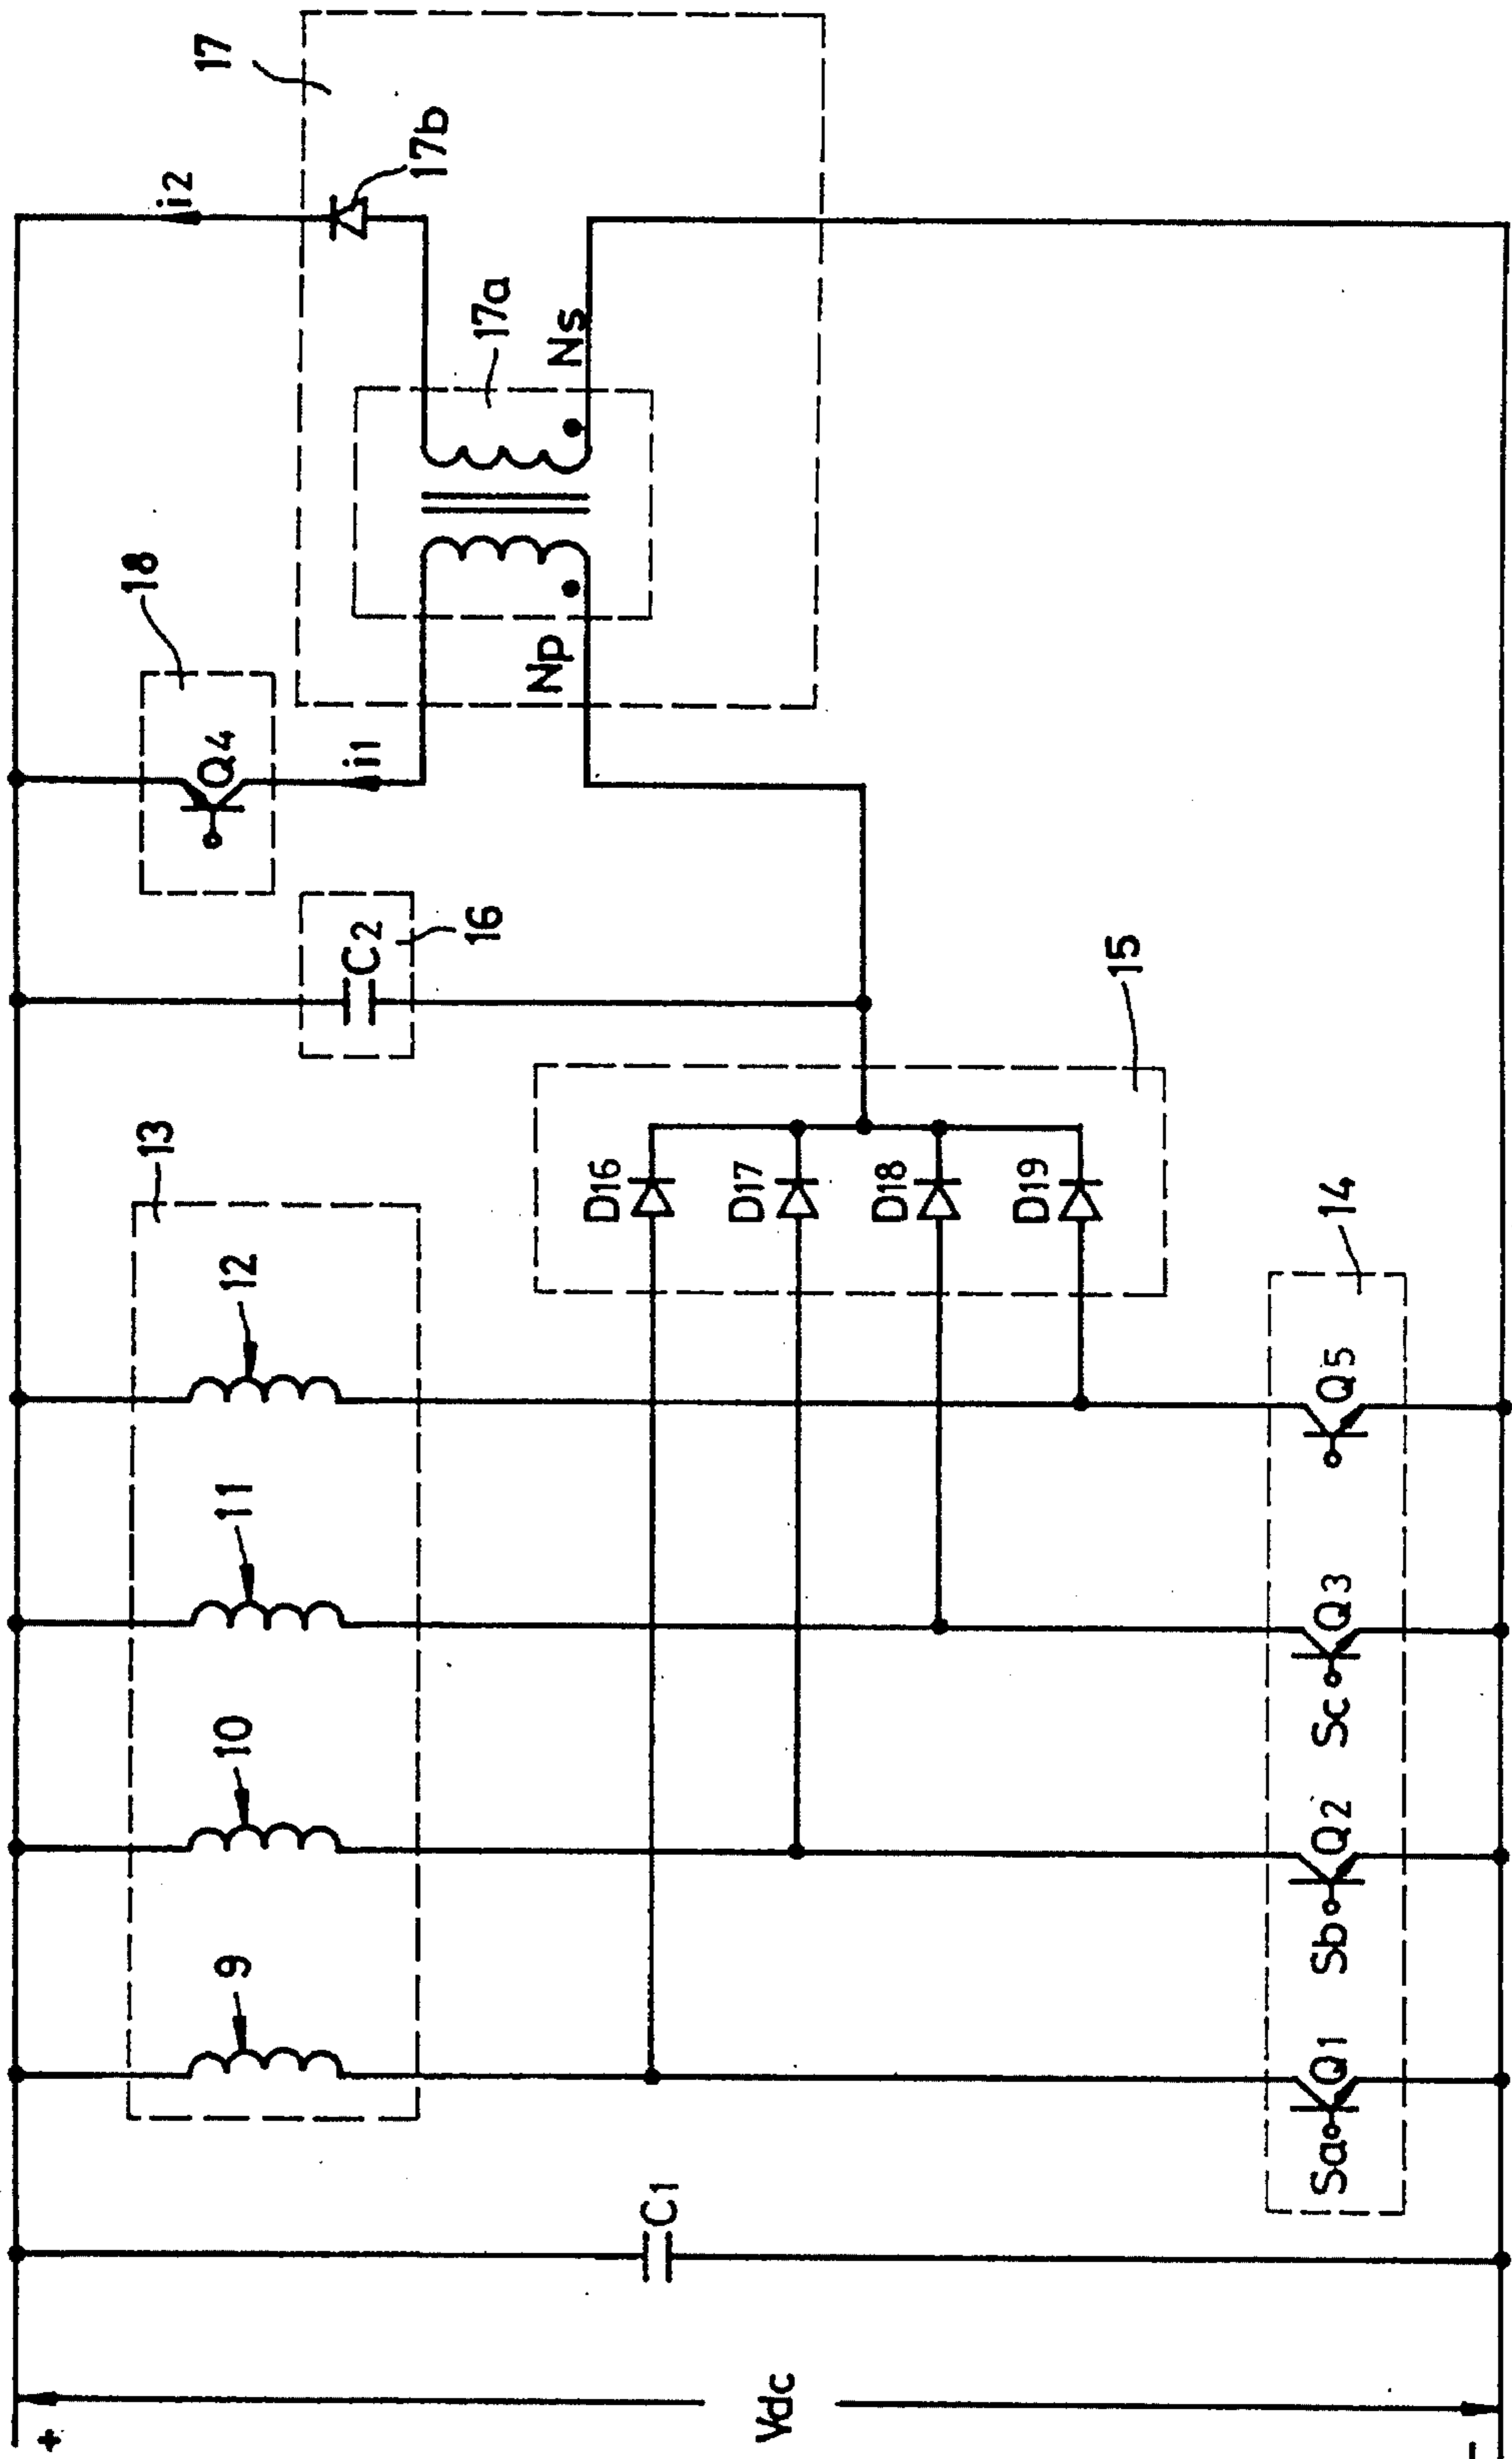 +
13
18
i2
17
9
10
11
12
Q4
C2
i1
17b
16
17a
Np
Ns
D16
C1
D17
Vdc
D18
D19
15
Sa Q1
Sb Q2
Sc Q3
Q5
14
−